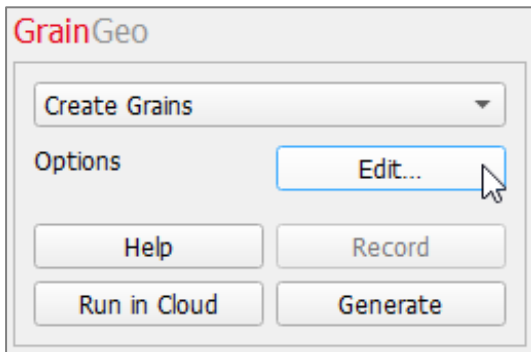 GrainGeo
Create Grains
Options Edit...
Help Record
Run in Cloud Generate